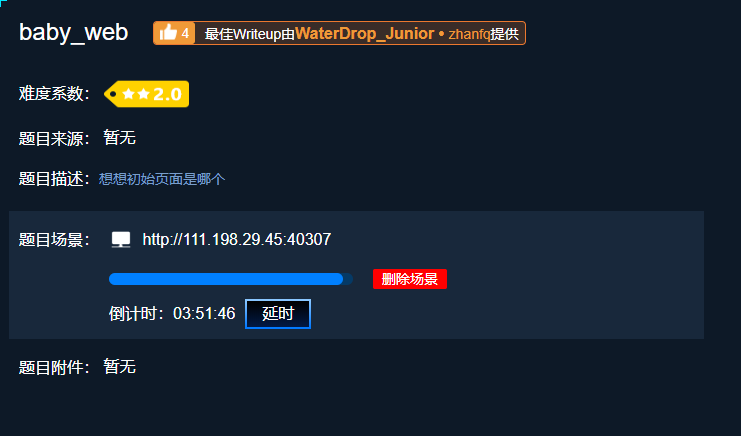 baby_web 4 最佳Writeup由WaterDrop_Junior • zhanfq提供
难度系数： 2.0
题目来源： 暂无
题目描述：想想初始页面是哪个
题目场景： http://111.198.29.45:40307
删除场景
倒计时：03:51:46 延时
题目附件： 暂无